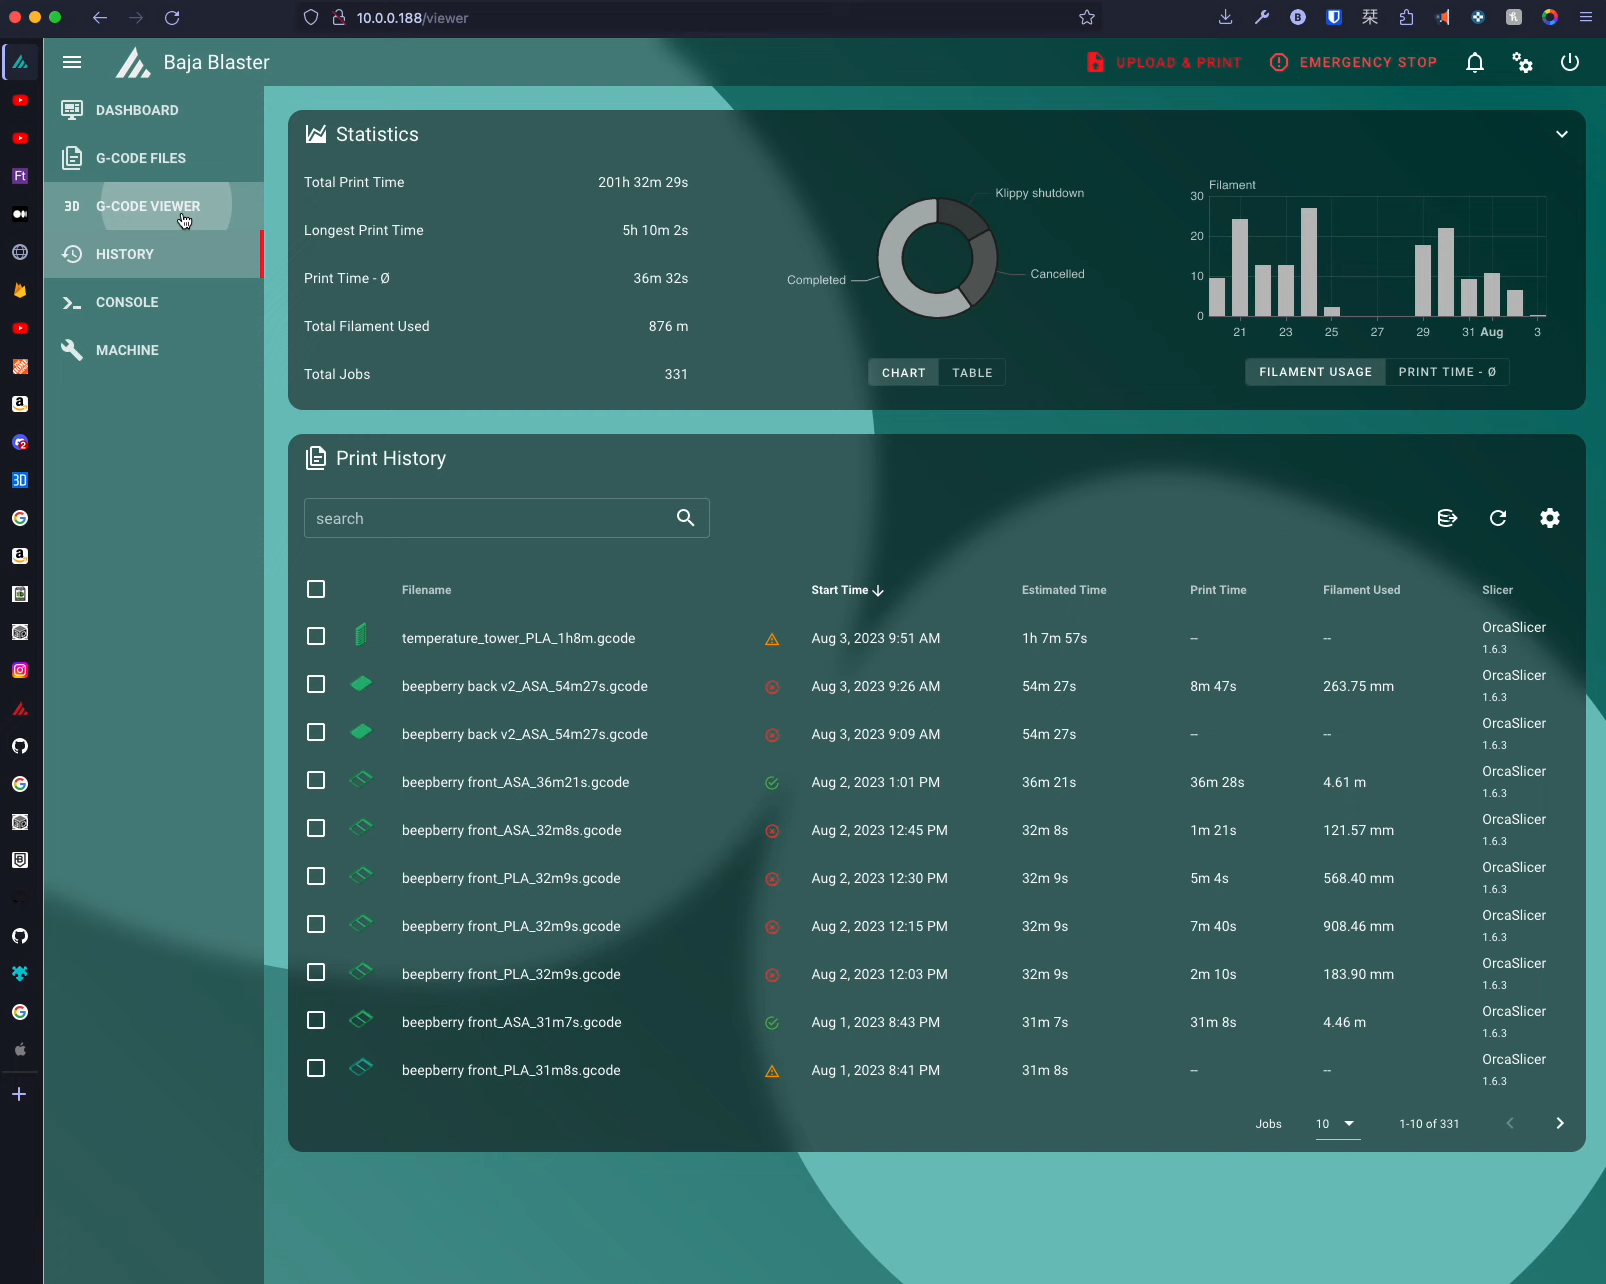 10.0.0.188/viewer
Baja Blaster
UPLOAD & PRINT
EMERGENCY STOP
DASHBOARD
G-CODE FILES
3D G-CODE VIEWER
HISTORY
CONSOLE
MACHINE
Statistics
Total Print Time 201h 32m 29s
Longest Print Time 5h 10m 2s
Print Time - Ø 36m 32s
Total Filament Used 876 m
Total Jobs 331
Klippy shutdown
Cancelled
Completed
CHART TABLE
Filament
30
20
10
0
21 23 25 27 29 31 Aug 3
FILAMENT USAGE PRINT TIME - Ø
Print History
search
Filename Start Time Estimated Time Print Time Filament Used Slicer
temperature_tower_PLA_1h8m.gcode Aug 3, 2023 9:51 AM 1h 7m 57s -- -- OrcaSlicer
1.6.3
beepberry back v2_ASA_54m27s.gcode Aug 3, 2023 9:26 AM 54m 27s 8m 47s 263.75 mm OrcaSlicer
1.6.3
beepberry back v2_ASA_54m27s.gcode Aug 3, 2023 9:09 AM 54m 27s -- -- OrcaSlicer
1.6.3
beepberry front_ASA_36m21s.gcode Aug 2, 2023 1:01 PM 36m 21s 36m 28s 4.61 m OrcaSlicer
1.6.3
beepberry front_ASA_32m8s.gcode Aug 2, 2023 12:45 PM 32m 8s 1m 21s 121.57 mm OrcaSlicer
1.6.3
beepberry front_PLA_32m9s.gcode Aug 2, 2023 12:30 PM 32m 9s 5m 4s 568.40 mm OrcaSlicer
1.6.3
beepberry front_PLA_32m9s.gcode Aug 2, 2023 12:15 PM 32m 9s 7m 40s 908.46 mm OrcaSlicer
1.6.3
beepberry front_PLA_32m9s.gcode Aug 2, 2023 12:03 PM 32m 9s 2m 10s 183.90 mm OrcaSlicer
1.6.3
beepberry front_ASA_31m7s.gcode Aug 1, 2023 8:43 PM 31m 7s 31m 8s 4.46 m OrcaSlicer
1.6.3
beepberry front_PLA_31m8s.gcode Aug 1, 2023 8:41 PM 31m 8s -- -- OrcaSlicer
1.6.3
Jobs 10 1-10 of 331
Ft
3D